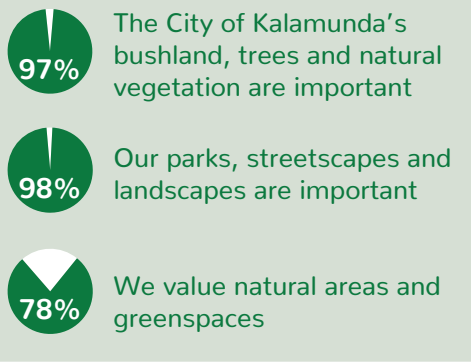 97%
The City of Kalamunda’s
bushland, trees and natural
vegetation are important
98%
Our parks, streetscapes and
landscapes are important
78%
We value natural areas and
greenspaces